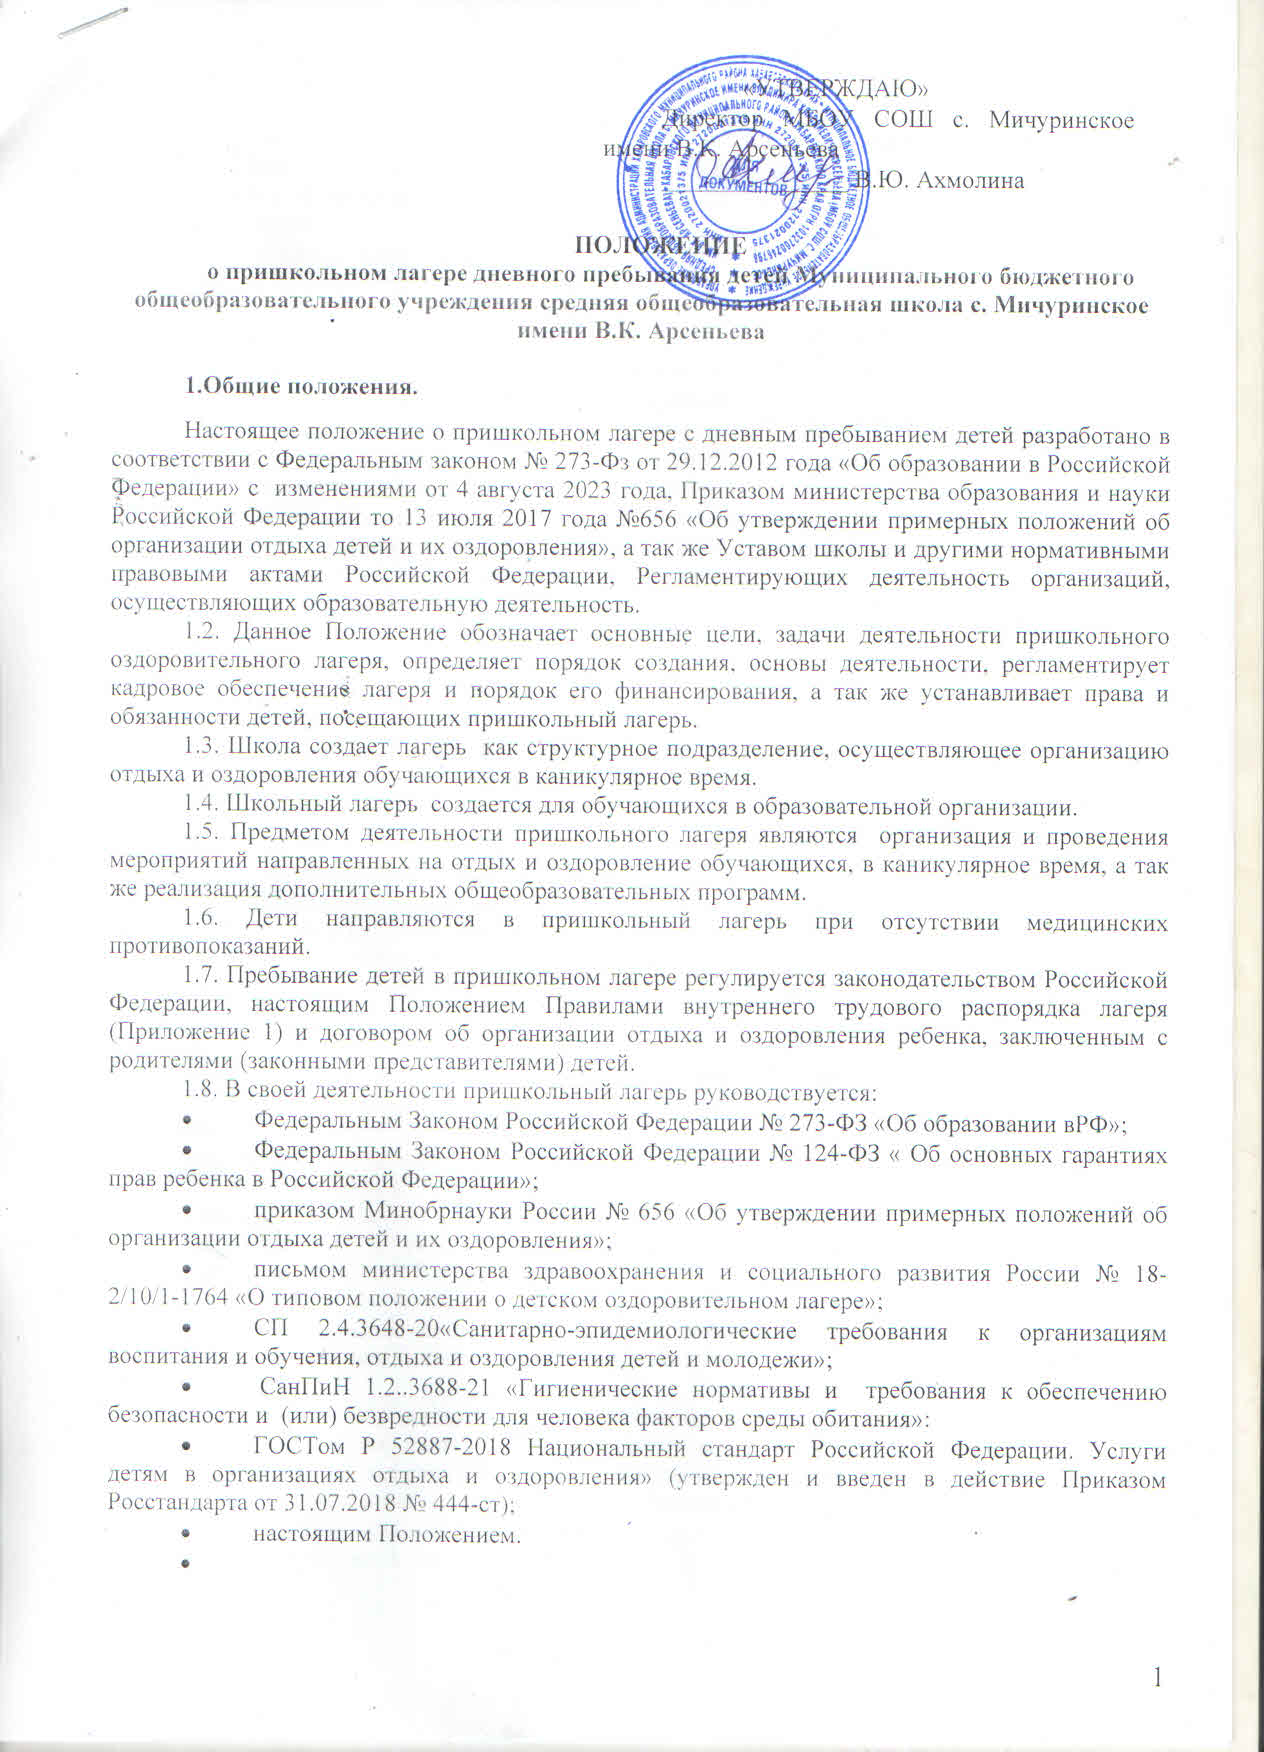 «УТВЕРЖДАЮ»
Директор МБОУ СОШ с. Мичуринское
имени В.К. Арсеньева
В.Ю. Ахмолина
ДЛЯ
ДОКУМЕНТОВ
ПОЛОЖЕНИЕ
о пришкольном лагере дневного пребывания детей Муниципального бюджетного
общеобразовательного учреждения средняя общеобразовательная школа с. Мичуринское
имени В.К. Арсеньева
1.Общие положения.
Настоящее положение о пришкольном лагере с дневным пребыванием детей разработано в
соответствии с Федеральным законом № 273-Фз от 29.12.2012 года «Об образовании в Российской
Федерации» с изменениями от 4 августа 2023 года, Приказом министерства образования и науки
Российской Федерации то 13 июля 2017 года №656 «Об утверждении примерных положений об
организации отдыха детей и их оздоровления», а так же Уставом школы и другими нормативными
правовыми актами Российской Федерации, Регламентирующих деятельность организаций,
осуществляющих образовательную деятельность.
1.2. Данное Положение обозначает основные цели, задачи деятельности пришкольного
оздоровительного лагеря, определяет порядок создания, основы деятельности, регламентирует
кадровое обеспечение лагеря и порядок его финансирования, а так же устанавливает права и
обязанности детей, посещающих пришкольный лагерь.
1.3. Школа создает лагерь как структурное подразделение, осуществляющее организацию
отдыха и оздоровления обучающихся в каникулярное время.
1.4. Школьный лагерь создается для обучающихся в образовательной организации.
1.5. Предметом деятельности пришкольного лагеря являются организация и проведения
мероприятий направленных на отдых и оздоровление обучающихся, в каникулярное время, а так
же реализация дополнительных общеобразовательных программ.
1.6. Дети направляются в пришкольный лагерь при отсутствии медицинских
противопоказаний.
1.7. Пребывание детей в пришкольном лагере регулируется законодательством Российской
Федерации, настоящим Положением Правилами внутреннего трудового распорядка лагеря
(Приложение 1) и договором об организации отдыха и оздоровления ребенка, заключенным с
родителями (законными представителями) детей.
1.8. В своей деятельности пришкольный лагерь руководствуется:
• Федеральным Законом Российской Федерации № 273-ФЗ «Об образовании вРФ»;
• Федеральным Законом Российской Федерации № 124-ФЗ « Об основных гарантиях
прав ребенка в Российской Федерации»;
• приказом Минобрнауки России № 656 «Об утверждении примерных положений об
организации отдыха детей и их оздоровления»;
• письмом министерства здравоохранения и социального развития России № 18-
2/10/1-1764 «О типовом положении о детском оздоровительном лагере»;
• СП 2.4.3648-20«Санитарно-эпидемиологические требования к организациям
воспитания и обучения, отдыха и оздоровления детей и молодежи»;
• СанПиН 1.2..3688-21 «Гигиенические нормативы и требования к обеспечению
безопасности и (или) безвредности для человека факторов среды обитания»:
• ГОСТом Р 52887-2018 Национальный стандарт Российской Федерации. Услуги
детям в организациях отдыха и оздоровления» (утвержден и введен в действие Приказом
Росстандарта от 31.07.2018 № 444-ст);
• настоящим Положением.
•
1